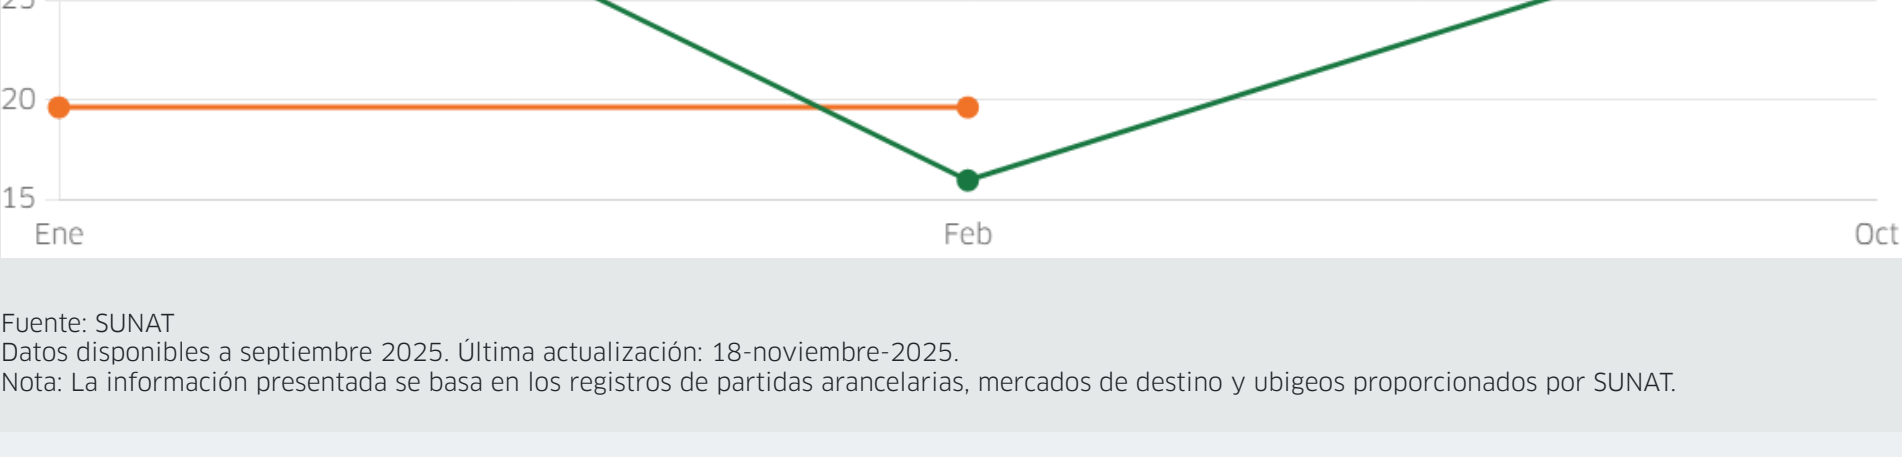 25
20
15
Ene Feb Oct
Fuente: SUNAT
Datos disponibles a septiembre 2025. Última actualización: 18-noviembre-2025.
Nota: La información presentada se basa en los registros de partidas arancelarias, mercados de destino y ubigeos proporcionados por SUNAT.